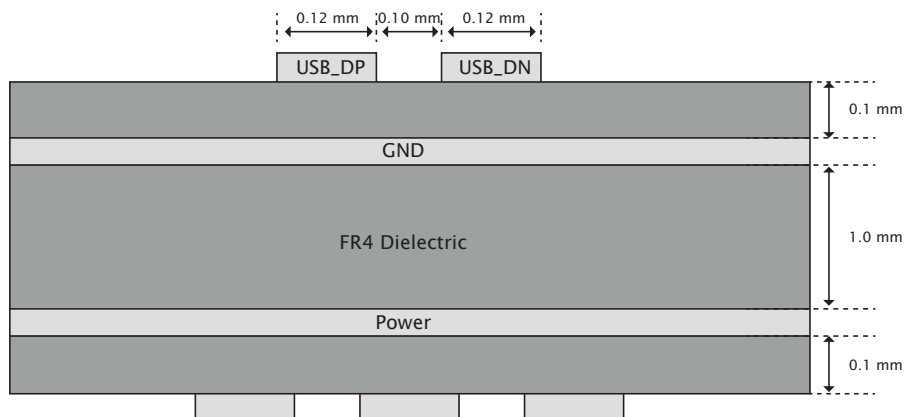 0.12 mm 0.10 mm 0.12 mm
USB_DP USB_DN
0.1 mm
GND
FR4 Dielectric
1.0 mm
Power
0.1 mm